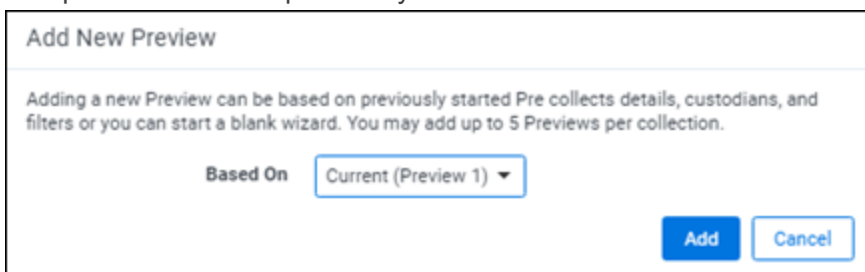 Add New Preview
Adding a new Preview can be based on previously started Pre collects details, custodians, and
filters or you can start a blank wizard. You may add up to 5 Previews per collection.
Based On Current (Preview 1)
Add Cancel